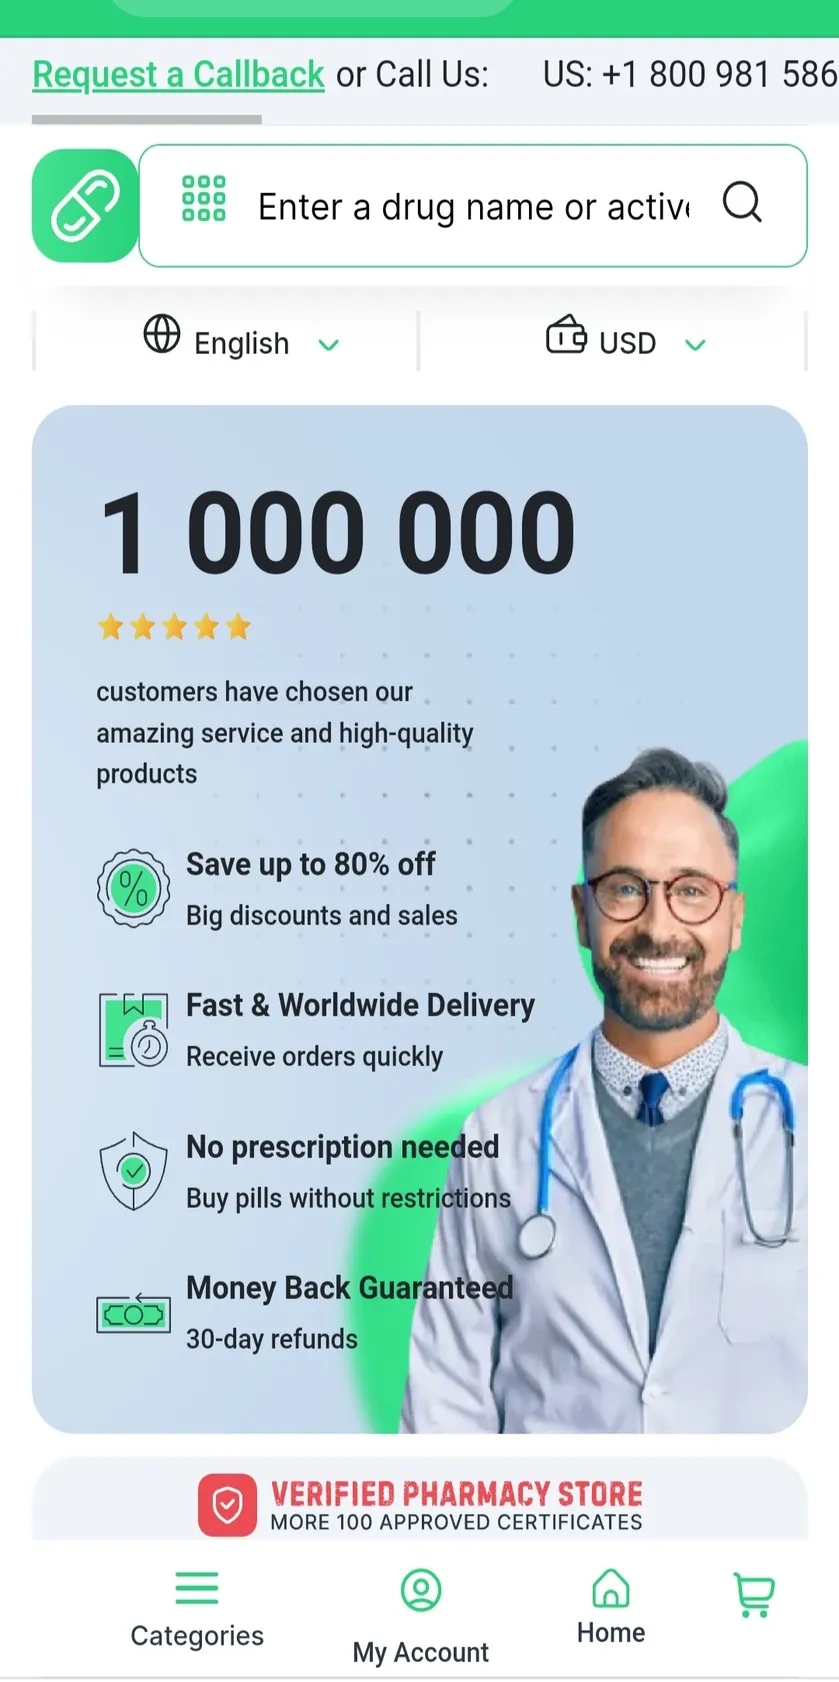 Request a Callback or Call Us: US: +1 800 981 586
Enter a drug name or active
English USD
1 000 000
customers have chosen our
amazing service and high-quality
products
Save up to 80% off
Big discounts and sales
Fast & Worldwide Delivery
Receive orders quickly
No prescription needed
Buy pills without restrictions
Money Back Guaranteed
30-day refunds
VERIFIED PHARMACY STORE
MORE 100 APPROVED CERTIFICATES
Categories
My Account
Home